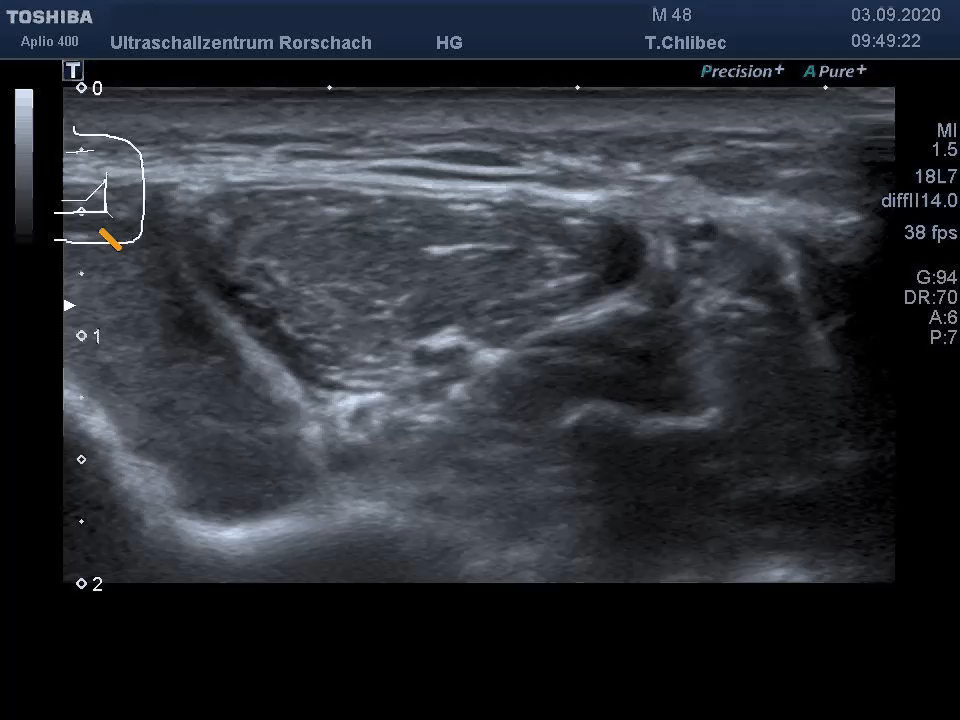 TOSHIBA
Aplio 400
Ultraschallzentrum Rorschach
HG
M 48
T.Chlibec
03.09.2020
09:49:22
T
Precision+ A Pure+
0
1
2
MI
1.5
18L7
diffII14.0
38 fps
G:94
DR:70
A:6
P:7